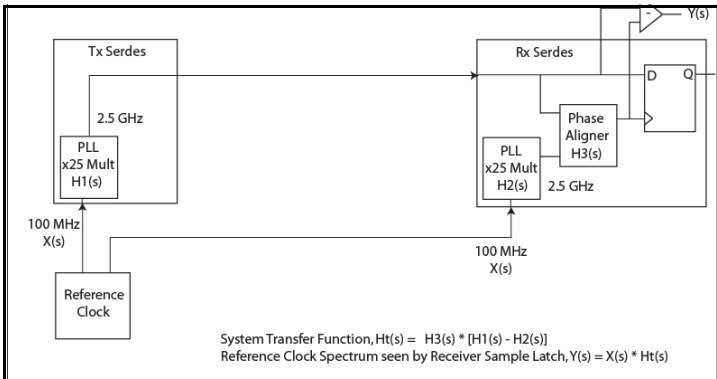 Y(s)
Tx Serdes
Rx Serdes
D
Q
2.5 GHz
Phase
Aligner
H3(s)
PLL
x25 Mult
H1(s)
PLL
x25 Mult
H2(s)
2.5 GHz
100 MHz
X(s)
100 MHz
X(s)
Reference
Clock
System Transfer Function, Ht(s) = H3(s) * [H1(s) - H2(s)]
Reference Clock Spectrum seen by Receiver Sample Latch, Y(s) = X(s) * Ht(s)